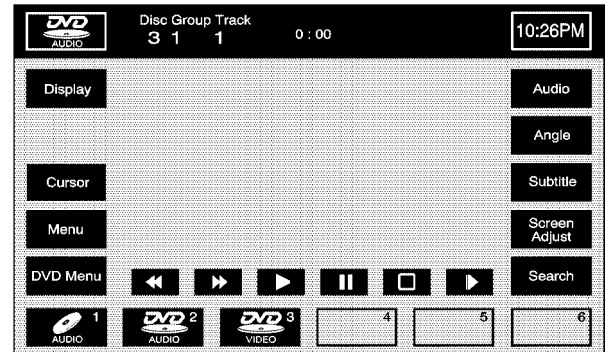 DVD AUDIO
Disc Group Track
3 1 1 0 : 00
10:26PM
Display
Audio
Angle
Cursor
Subtitle
Menu
Screen
Adjust
DVD Menu
Search
1 AUDIO
DVD 2 AUDIO
DVD 3 VIDEO
4
5
6